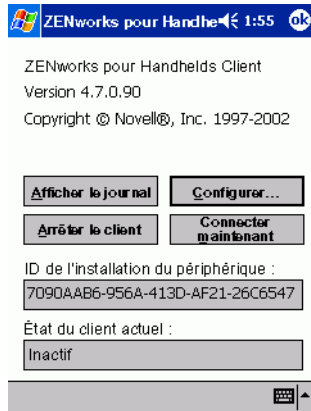 ZENworks pour Handhe 1:55 ok
ZENworks pour Handhelds Client
Version 4.7.0.90
Copyright © Novell®, Inc. 1997-2002
Afficher le journal Configurer...
Arrêter le client Connecter maintenant
ID de l'installation du périphérique :
7090AAB6-956A-413D-AF21-26C6547
État du client actuel :
Inactif